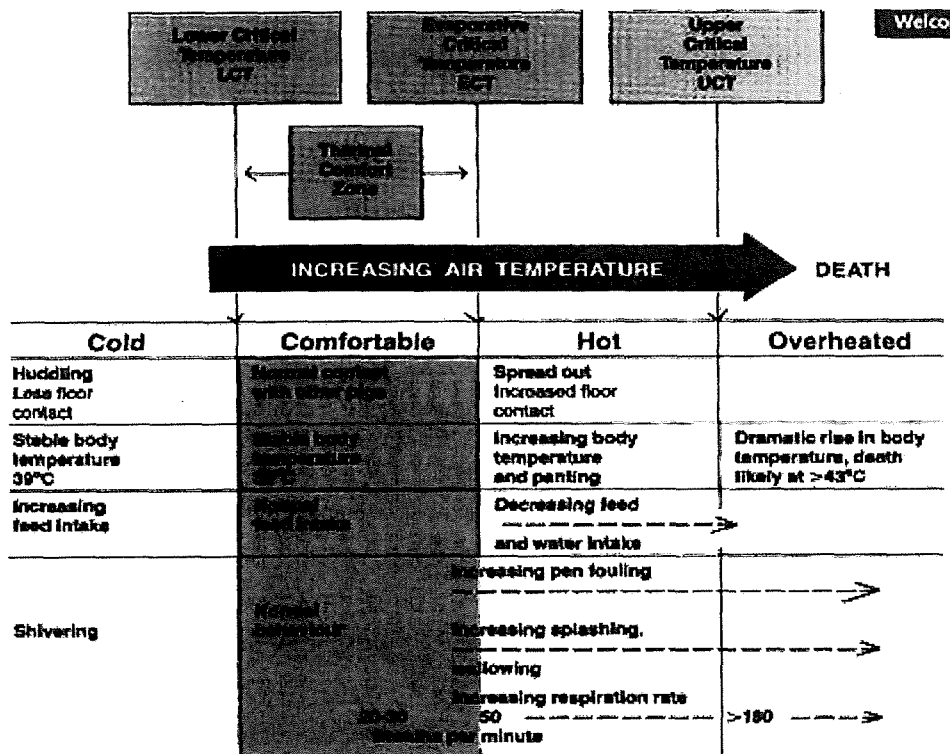 Lower Critical
Temperature
LCT
Evaporative
Critical
Temperature
ECT
Upper
Critical
Temperature
UCT
Welco
Thermal
Comfort
Zone
INCREASING AIR TEMPERATURE
DEATH
Cold
Comfortable
Hot
Overheated
Huddling
Less floor
contact
Normal contact
with other pigs
Spread out
Increased floor
contact
Stable body
temperature
39°C
Stable body
temperature
39°C
Increasing body
temperature
and panting
Dramatic rise in body
temperature, death
likely at >43°C
Increasing
feed intake
Normal
feed intake
Decreasing feed
and water intake
Shivering
Normal
behaviour
Increasing pen fouling
Increasing splashing,
wallowing
Increasing respiration rate
20-30 50 >180
Breaths per minute